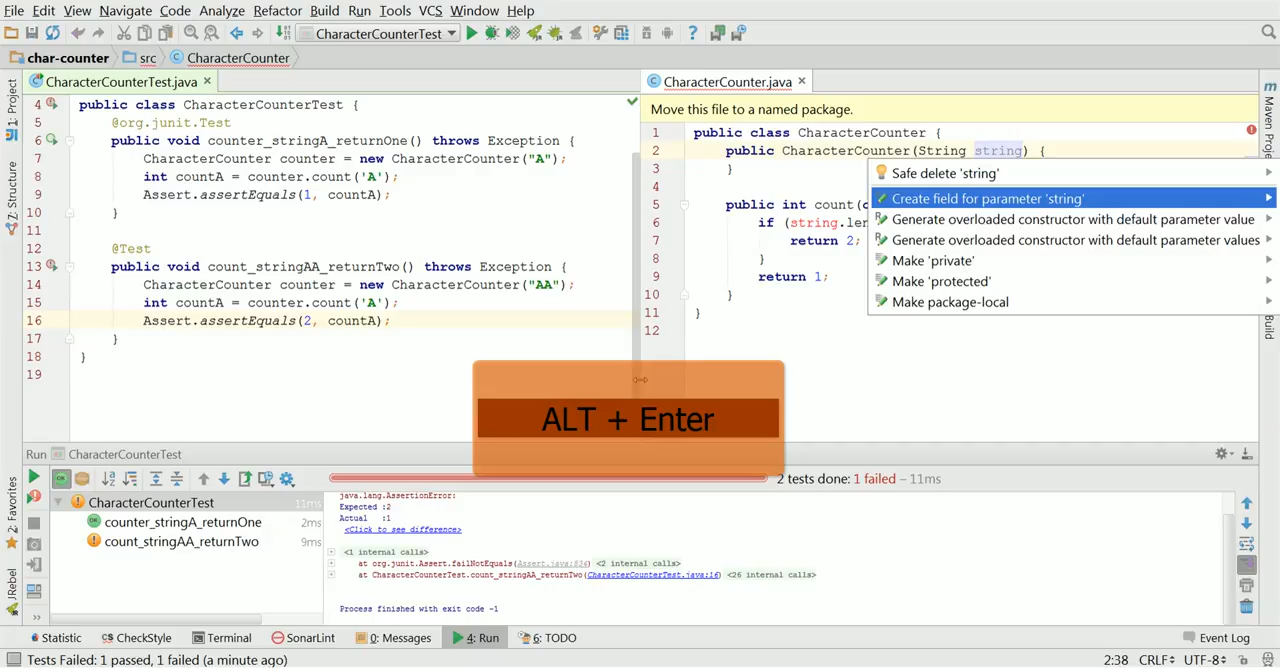 File Edit View Navigate Code Analyze Refactor Build Run Tools VCS Window Help
CharacterCounterTest
char-counter src CharacterCounter
CharacterCounterTest.java
CharacterCounter.java
1: Project
Z: Structure
2: Favorites
JRebel
Move this file to a named package.
4 public class CharacterCounterTest {
5 @org.junit.Test
6 public void counter_stringA_returnOne() throws Exception {
7 CharacterCounter counter = new CharacterCounter("A");
8 int countA = counter.count('A');
9 Assert.assertEquals(1, countA);
10 }
11
12 @Test
13 public void count_stringAA_returnTwo() throws Exception {
14 CharacterCounter counter = new CharacterCounter("AA");
15 int countA = counter.count('A');
16 Assert.assertEquals(2, countA);
17 }
18 }
19
1 public class CharacterCounter {
2 public CharacterCounter(String string) {
3 }
4
5 public int count(c
6 if (string.len
7 return 2;
8 }
9 return 1;
10 }
11 }
12
Safe delete 'string'
Create field for parameter 'string'
Generate overloaded constructor with default parameter value
Generate overloaded constructor with default parameter values
Make 'private'
Make 'protected'
Make package-local
m
Maven Proje
Build
ALT + Enter
Run CharacterCounterTest
2 tests done: 1 failed – 11ms
CharacterCounterTest 11ms
counter_stringA_returnOne 2ms
count_stringAA_returnTwo 9ms
java.lang.AssertionError:
Expected :2
Actual :1
<Click to see difference>
<1 internal calls>
at org.junit.Assert.failNotEquals(Assert.java:834) <2 internal calls>
at CharacterCounterTest.count_stringAA_returnTwo(CharacterCounterTest.java:16) <26 internal calls>
Process finished with exit code -1
Statistic CheckStyle Terminal SonarLint 0: Messages 4: Run 6: TODO Event Log
Tests Failed: 1 passed, 1 failed (a minute ago) 2:38 CRLF UTF-8